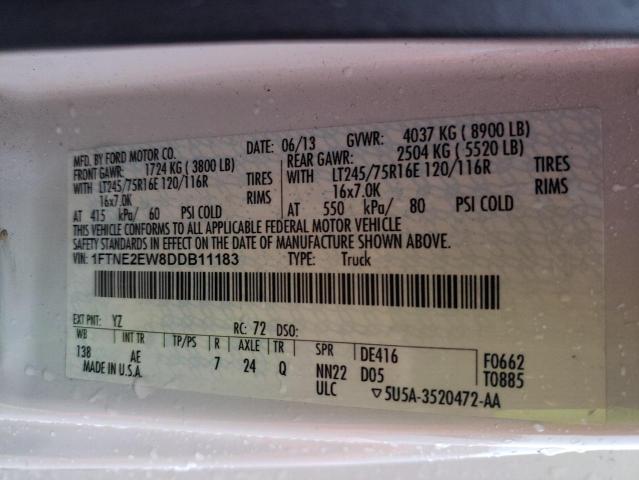 MFD. BY FORD MOTOR CO. DATE: 06/13 GVWR: 4037 KG ( 8900 LB)
FRONT GAWR: 1724 KG ( 3800 LB) REAR GAWR: 2504 KG ( 5520 LB)
WITH LT245/75R16E 120/116R TIRES WITH LT245/75R16E 120/116R TIRES
16x7.0K RIMS 16x7.0K RIMS
AT 415 kPa/ 60 PSI COLD AT 550 kPa/ 80 PSI COLD
THIS VEHICLE CONFORMS TO ALL APPLICABLE FEDERAL MOTOR VEHICLE
SAFETY STANDARDS IN EFFECT ON THE DATE OF MANUFACTURE SHOWN ABOVE.
VIN: 1FTNE2EW8DDB11183 TYPE: Truck
EXT PNT: YZ RC: 72 DSO:
WB INT TR TP/PS R AXLE TR SPR DE416 F0662
138 AE 7 24 Q NN22 D05 T0885
MADE IN U.S.A. ULC ▽5U5A-3520472-AA